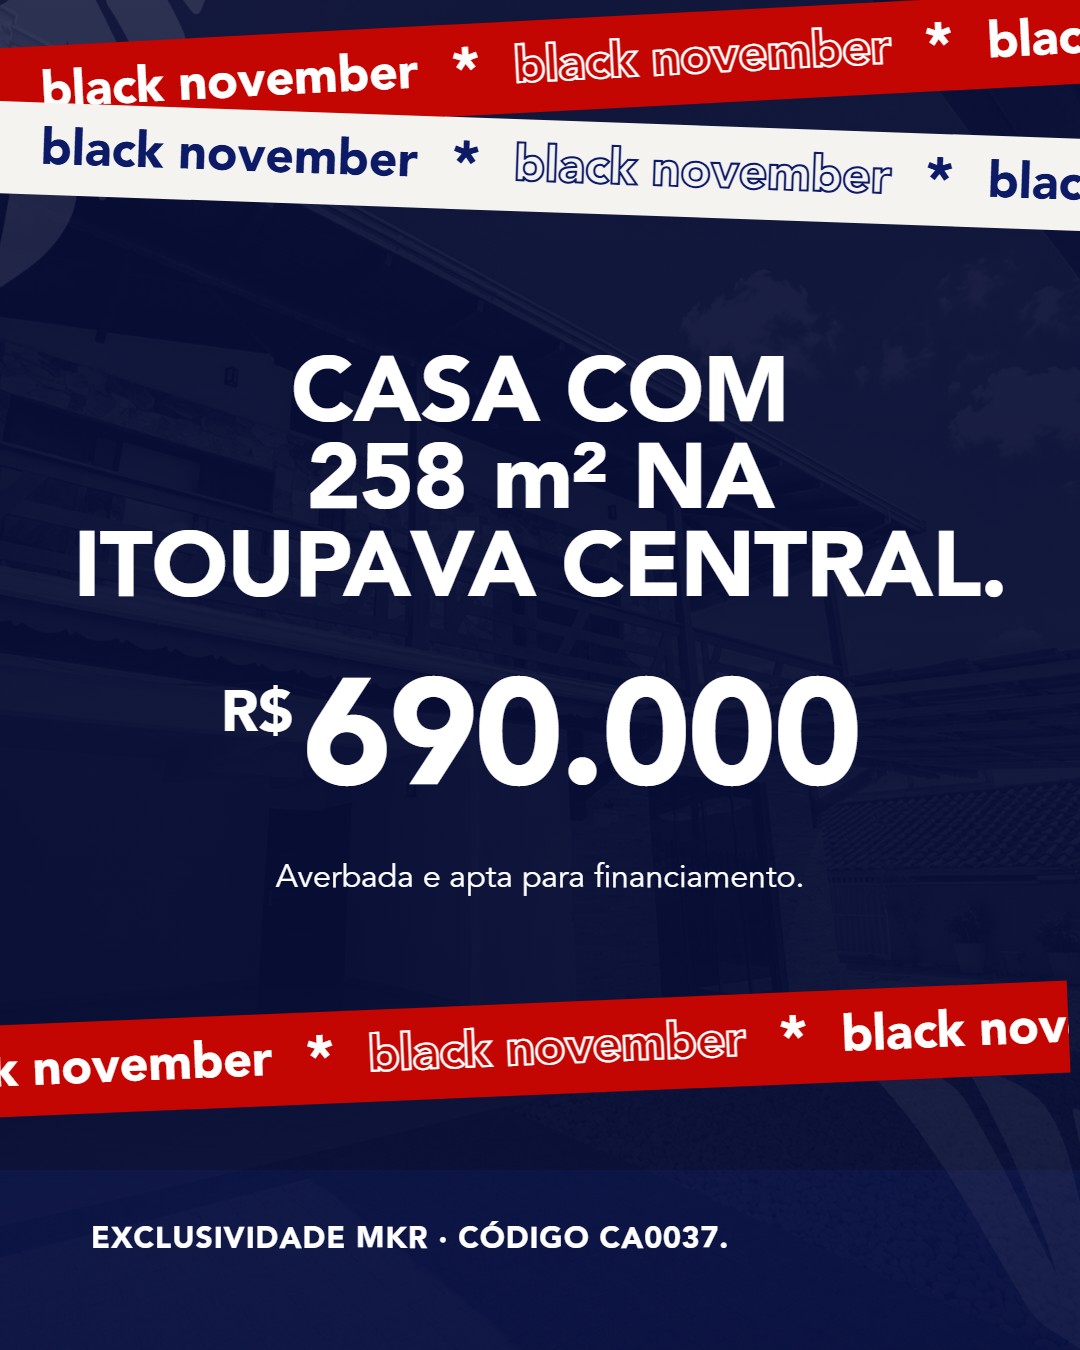 black november * black november * blac
black november * black november * blac
CASA COM
258 m² NA
ITOUPAVA CENTRAL.
R$ 690.000
Averbada e apta para financiamento.
k november * black november * black nov
EXCLUSIVIDADE MKR · CÓDIGO CA0037.